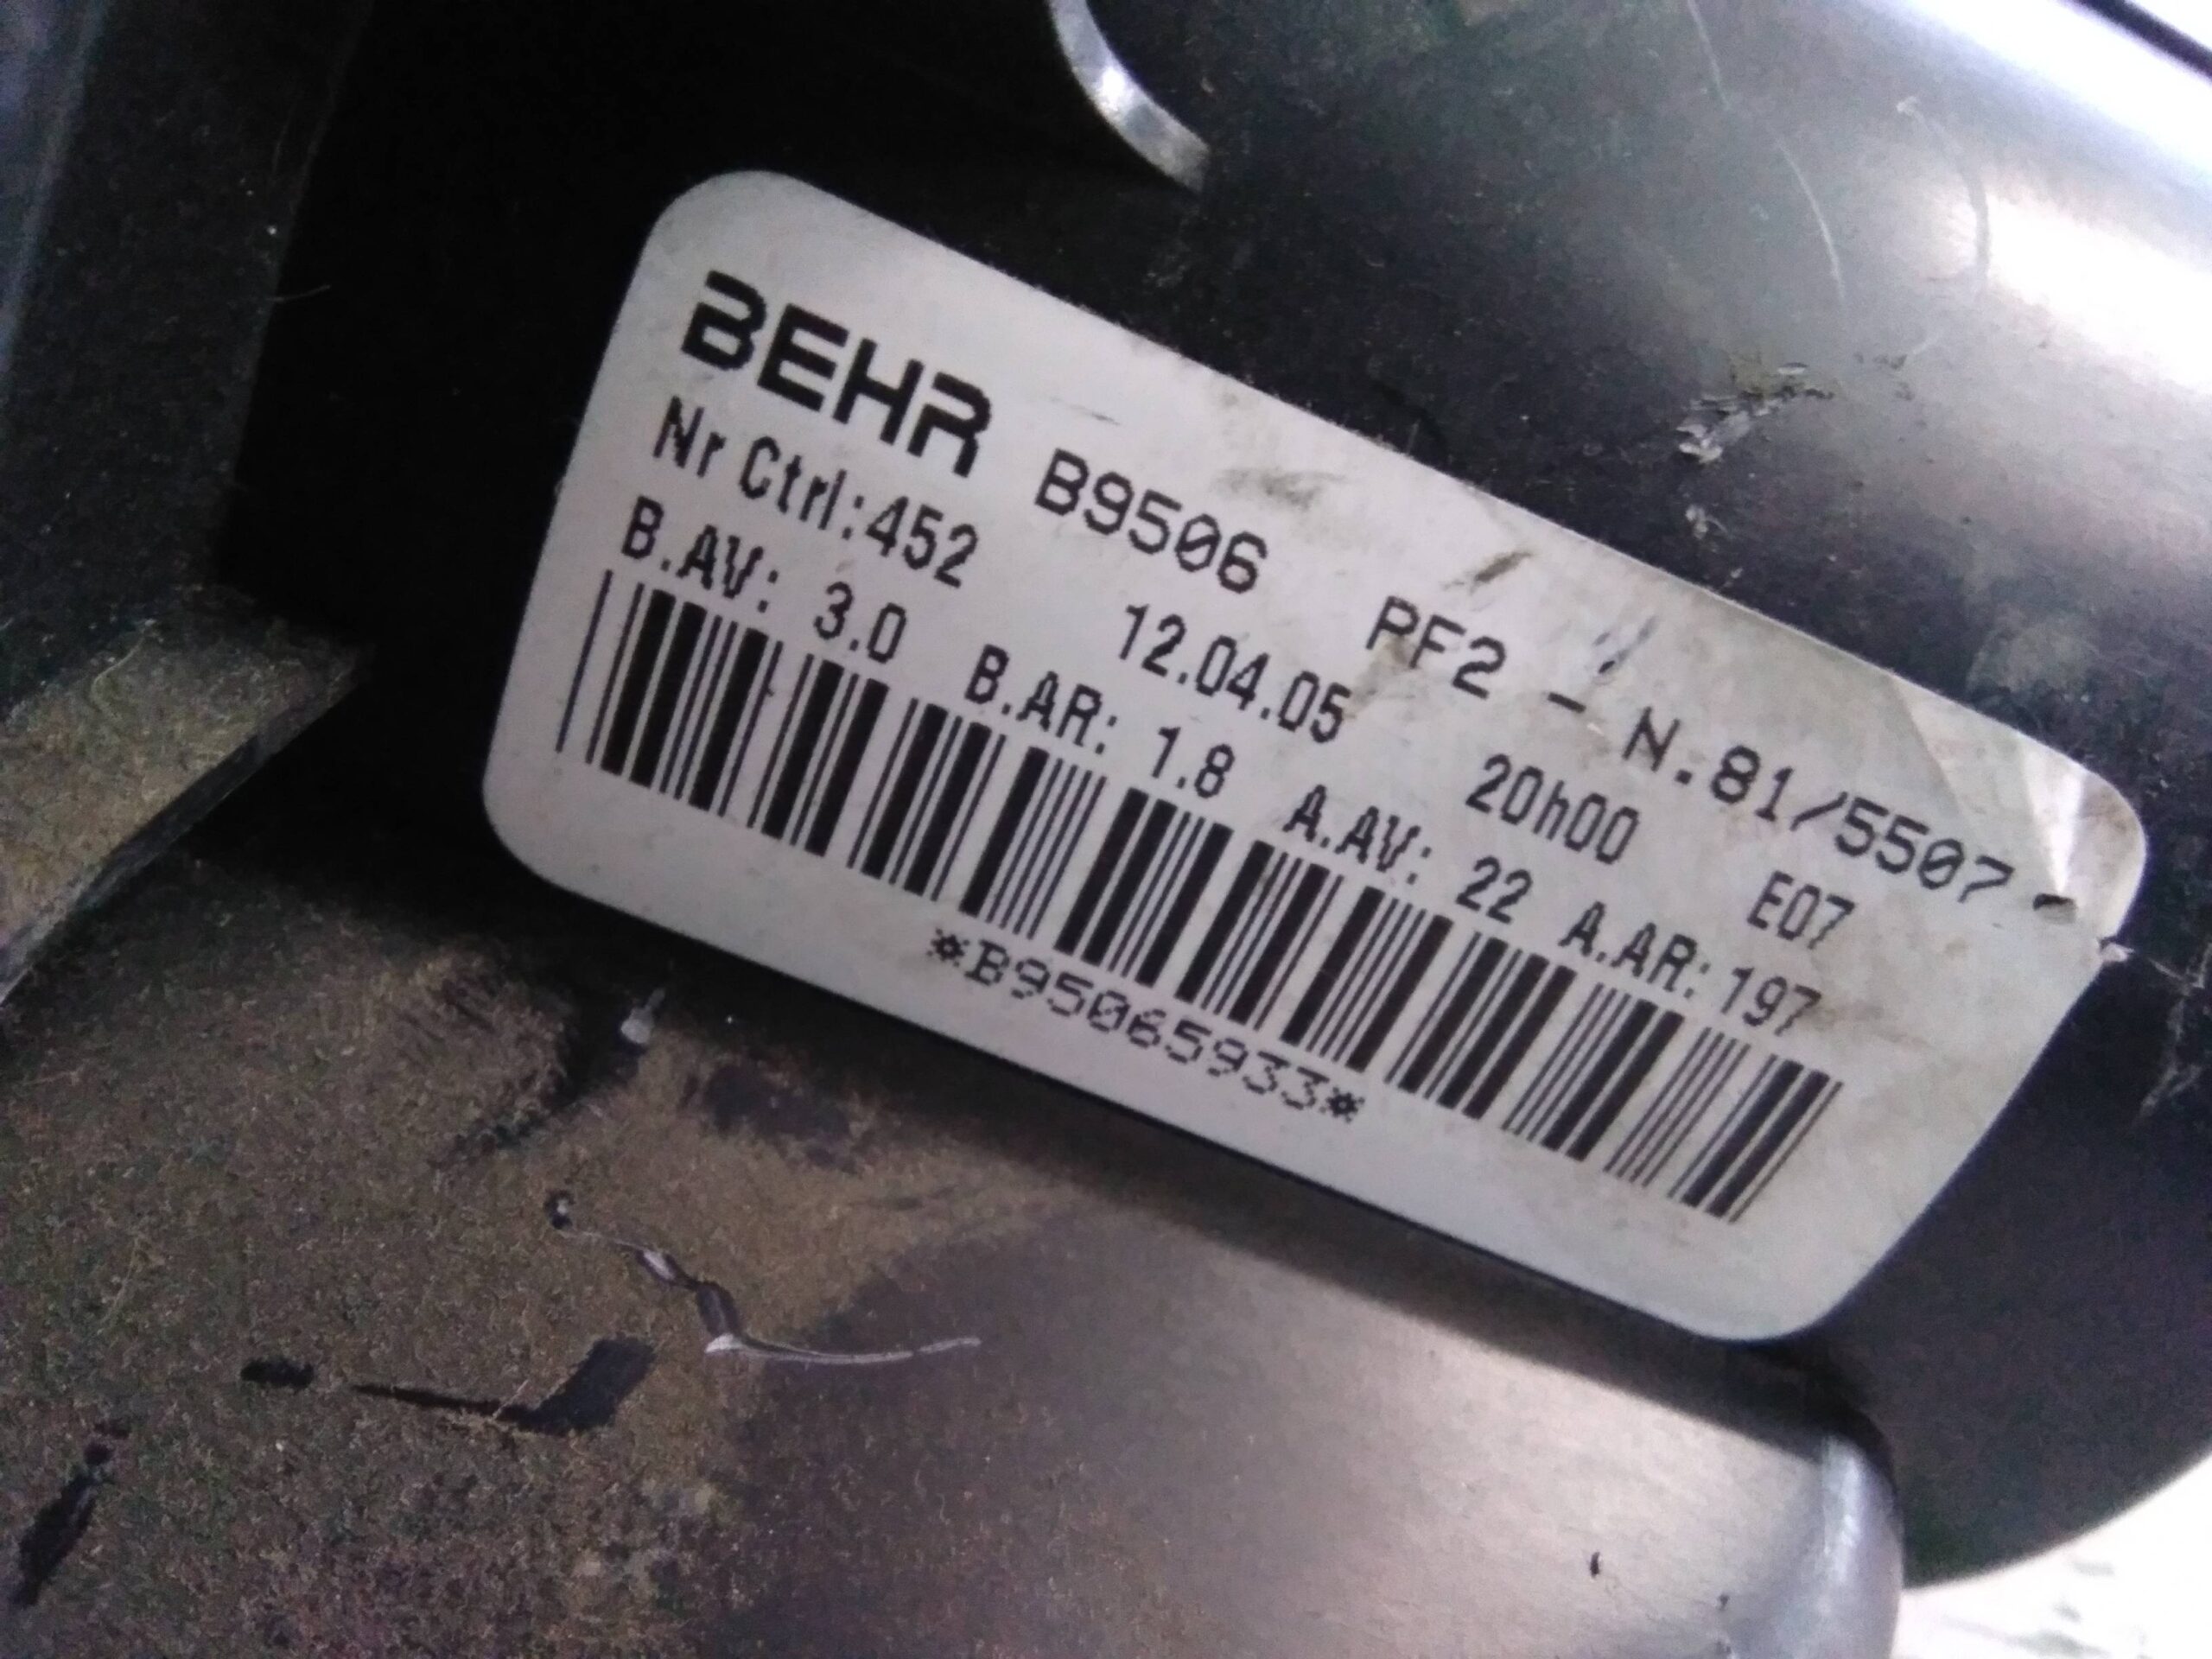 BEHR B9506 PF2 - N.81/5507 -
Nr Ctrl:452 12.04.05 20h00 E07
B.AV: 3.0 B.AR: 1.8 A.AV: 22 A.AR: 197
*B95065933*